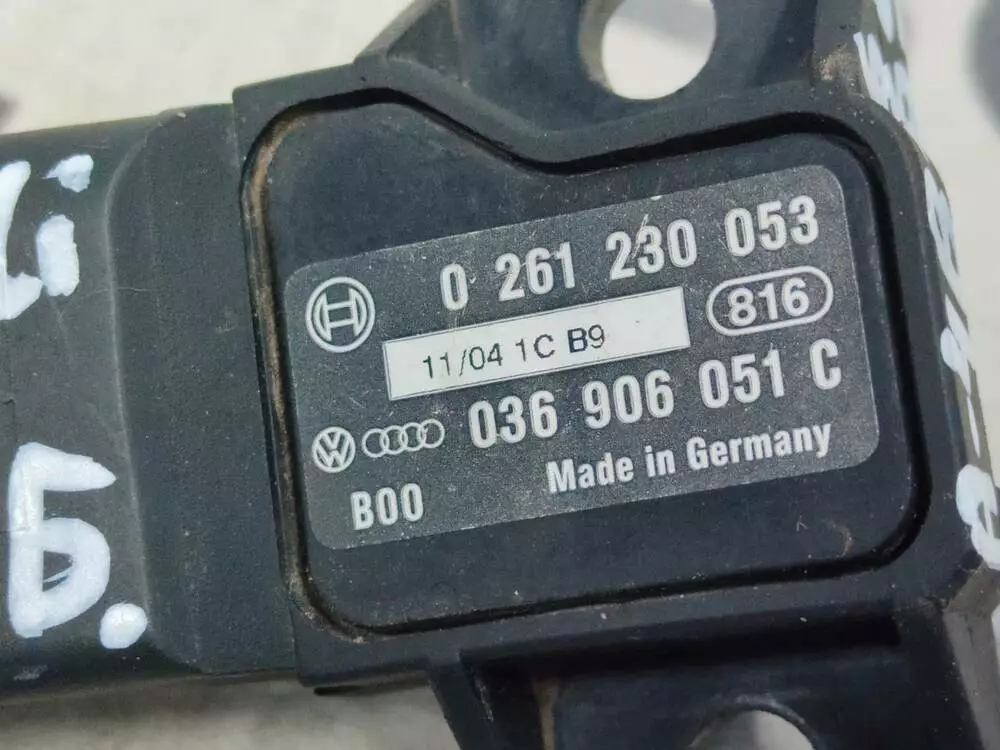 0 261 230 053
11/04 1C B9
816
036 906 051 C
Made in Germany
B00
Б.